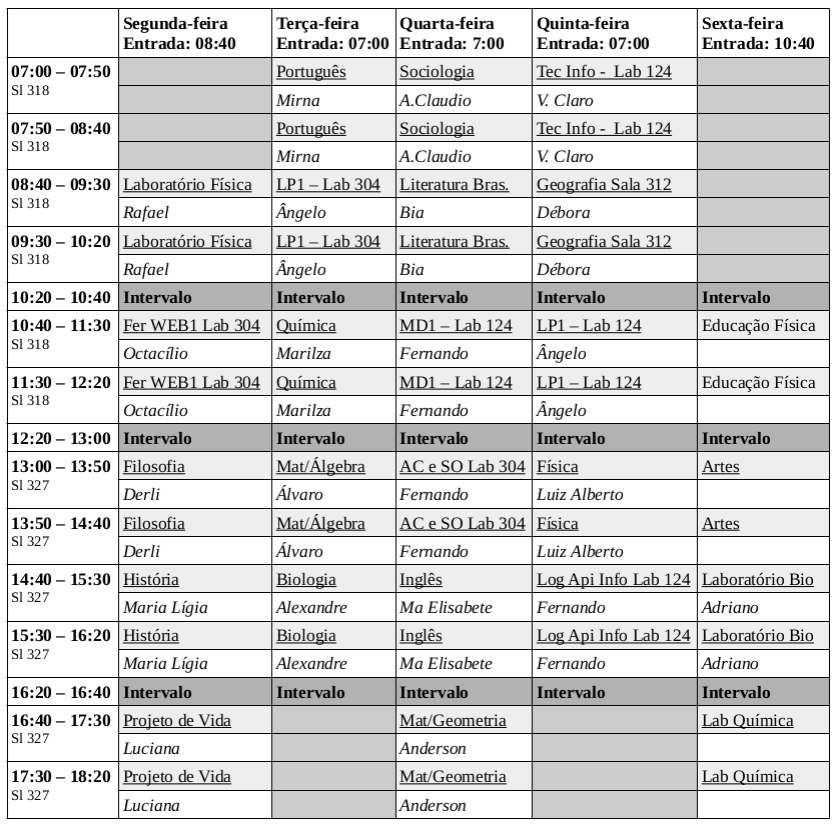 Segunda-feira Terça-feira Quarta-feira Quinta-feira Sexta-feira
Entrada: 08:40 Entrada: 07:00 Entrada: 7:00 Entrada: 07:00 Entrada: 10:40
07:00 – 07:50 Português Sociologia Tec Info - Lab 124
Sl 318 Mirna A.Claudio V. Claro
07:50 – 08:40 Português Sociologia Tec Info - Lab 124
Sl 318 Mirna A.Claudio V. Claro
08:40 – 09:30 Laboratório Física LP1 – Lab 304 Literatura Bras. Geografia Sala 312
Sl 318 Rafael Ângelo Bia Débora
09:30 – 10:20 Laboratório Física LP1 – Lab 304 Literatura Bras. Geografia Sala 312
Sl 318 Rafael Ângelo Bia Débora
10:20 – 10:40 Intervalo Intervalo Intervalo Intervalo Intervalo
10:40 – 11:30 Fer WEB1 Lab 304 Química MD1 – Lab 124 LP1 – Lab 124 Educação Física
Sl 318 Octacílio Marilza Fernando Ângelo
11:30 – 12:20 Fer WEB1 Lab 304 Química MD1 – Lab 124 LP1 – Lab 124 Educação Física
Sl 318 Octacílio Marilza Fernando Ângelo
12:20 – 13:00 Intervalo Intervalo Intervalo Intervalo Intervalo
13:00 – 13:50 Filosofia Mat/Álgebra AC e SO Lab 304 Física Artes
Sl 327 Derli Álvaro Fernando Luiz Alberto
13:50 – 14:40 Filosofia Mat/Álgebra AC e SO Lab 304 Física Artes
Sl 327 Derli Álvaro Fernando Luiz Alberto
14:40 – 15:30 História Biologia Inglês Log Api Info Lab 124 Laboratório Bio
Sl 327 Maria Lígia Alexandre Ma Elisabete Fernando Adriano
15:30 – 16:20 História Biologia Inglês Log Api Info Lab 124 Laboratório Bio
Sl 327 Maria Lígia Alexandre Ma Elisabete Fernando Adriano
16:20 – 16:40 Intervalo Intervalo Intervalo Intervalo Intervalo
16:40 – 17:30 Projeto de Vida Mat/Geometria Lab Química
Sl 327 Luciana Anderson
17:30 – 18:20 Projeto de Vida Mat/Geometria Lab Química
Sl 327 Luciana Anderson